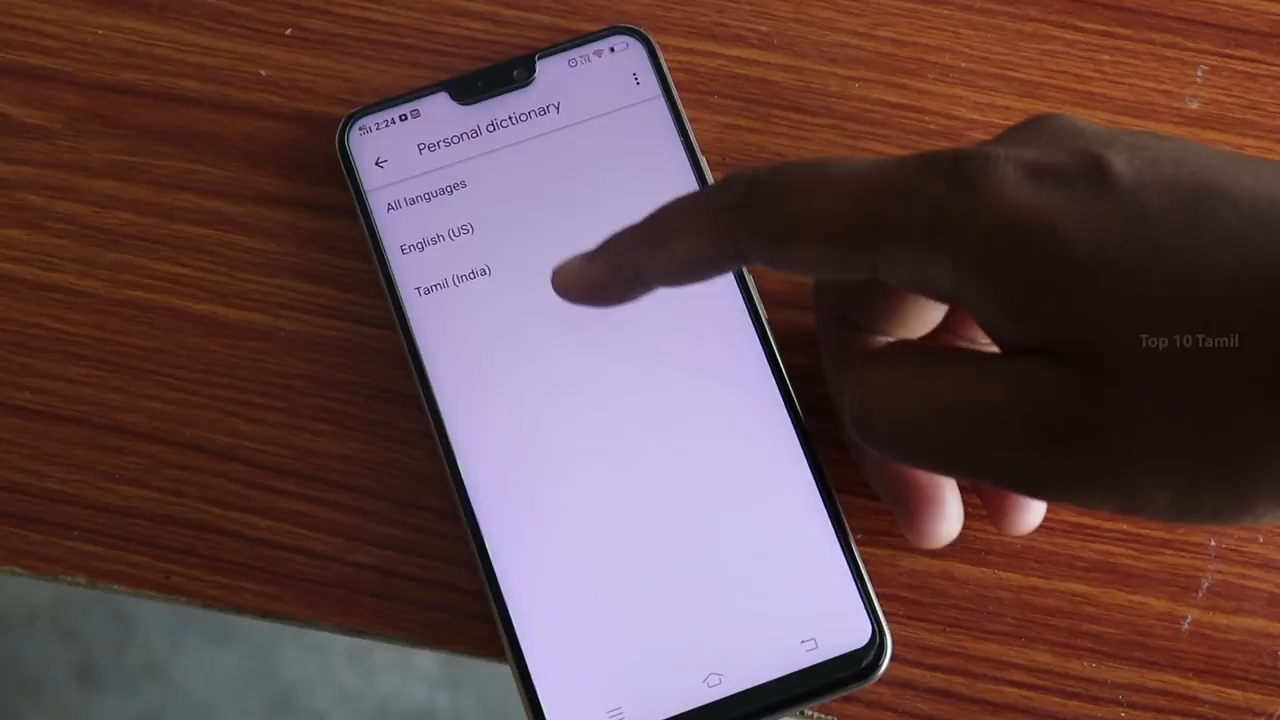 2:24
Personal dictionary
All languages
English (US)
Tamil (India)
Top 10 Tamil